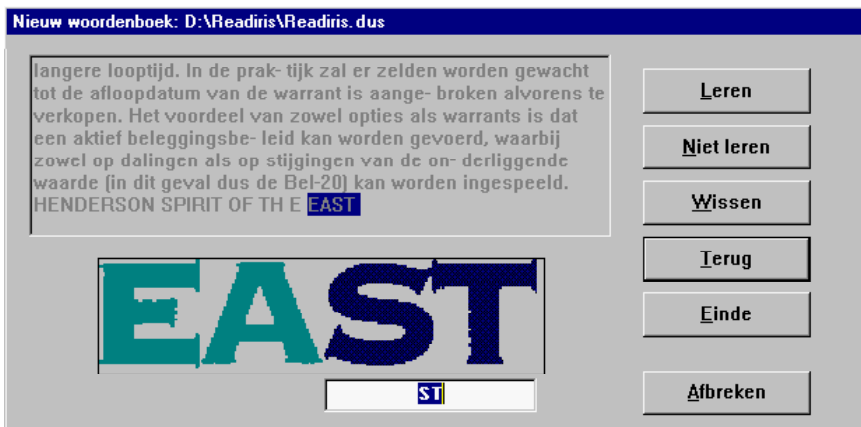 Nieuw woordenboek: D:\Readiris\Readiris.dus
langere looptijd. In de prak- tijk zal er zelden worden gewacht
tot de afloopdatum van de warrant is aange- broken alvorens te
verkopen. Het voordeel van zowel opties als warrants is dat
een aktief beleggingsbe- leid kan worden gevoerd, waarbij
zowel op dalingen als op stijgingen van de on- derliggende
waarde (in dit geval dus de Bel-20) kan worden ingespeeld.
HENDERSON SPIRIT OF TH E EAST
EAST
ST
Leren
Niet leren
Wissen
Terug
Einde
Afbreken